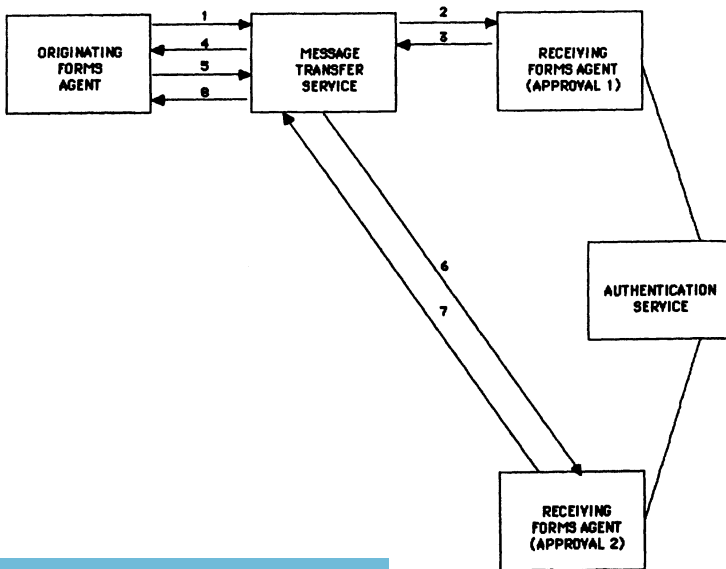 1
2
4
3
5
8
ORIGINATING
FORMS
AGENT
MESSAGE
TRANSFER
SERVICE
RECEIVING
FORMS AGENT
(APPROVAL 1)
6
7
AUTHENTICATION
SERVICE
RECEIVING
FORMS AGENT
(APPROVAL 2)